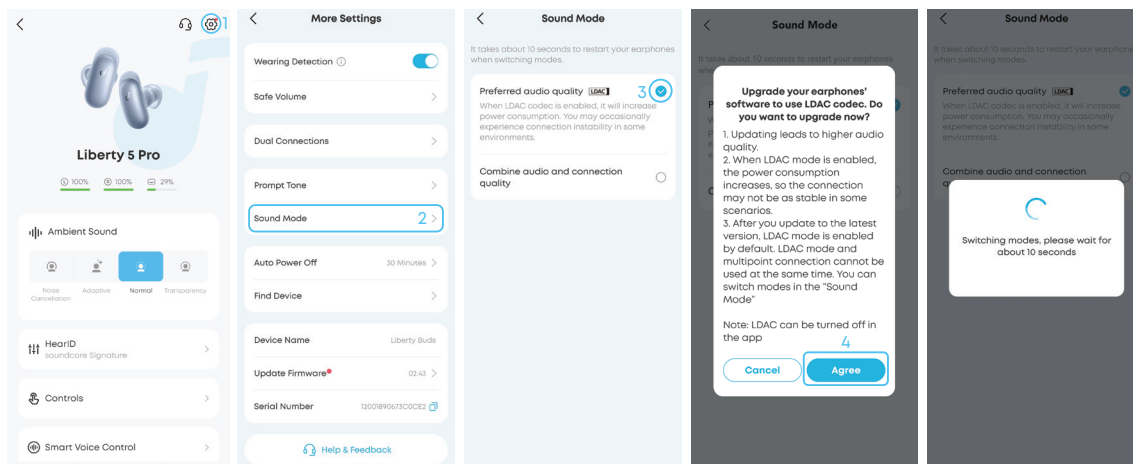 1
Liberty 5 Pro
100%
100%
29%
Ambient Sound
Noise
Cancellation
Adaptive
Normal
Transparency
HearID
soundcore Signature
Controls
Smart Voice Control
More Settings
Wearing Detection
Safe Volume
Dual Connections
Prompt Tone
Sound Mode
2
Auto Power Off
30 Minutes
Find Device
Device Name
Liberty Buds
Update Firmware
02.43
Serial Number
12001890673C0CE2
Help & Feedback
Sound Mode
It takes about 10 seconds to restart your earphones
when switching modes.
Preferred audio quality LDAC
3
When LDAC codec is enabled, it will increase
power consumption. You may occasionally
experience connection instability in some
environments.
Combine audio and connection
quality
Sound Mode
It takes about 10 seconds to restart your earphones
Upgrade your earphones'
software to use LDAC codec. Do
you want to upgrade now?
1. Updating leads to higher audio
quality.
2. When LDAC mode is enabled,
the power consumption
increases, so the connection
may not be as stable in some
scenarios.
3. After you update to the latest
version, LDAC mode is enabled
by default. LDAC mode and
multipoint connection cannot be
used at the same time. You can
switch modes in the "Sound
Mode"
Note: LDAC can be turned off in
the app
4
Cancel
Agree
Sound Mode
It takes about 10 seconds to restart your earphone
when switching modes.
Preferred audio quality LDAC
When LDAC codec is enabled, it will increase
power consumption. You may occasionally
experience connection instability in some
environments.
Combine audio and connection
Switching modes, please wait for
about 10 seconds